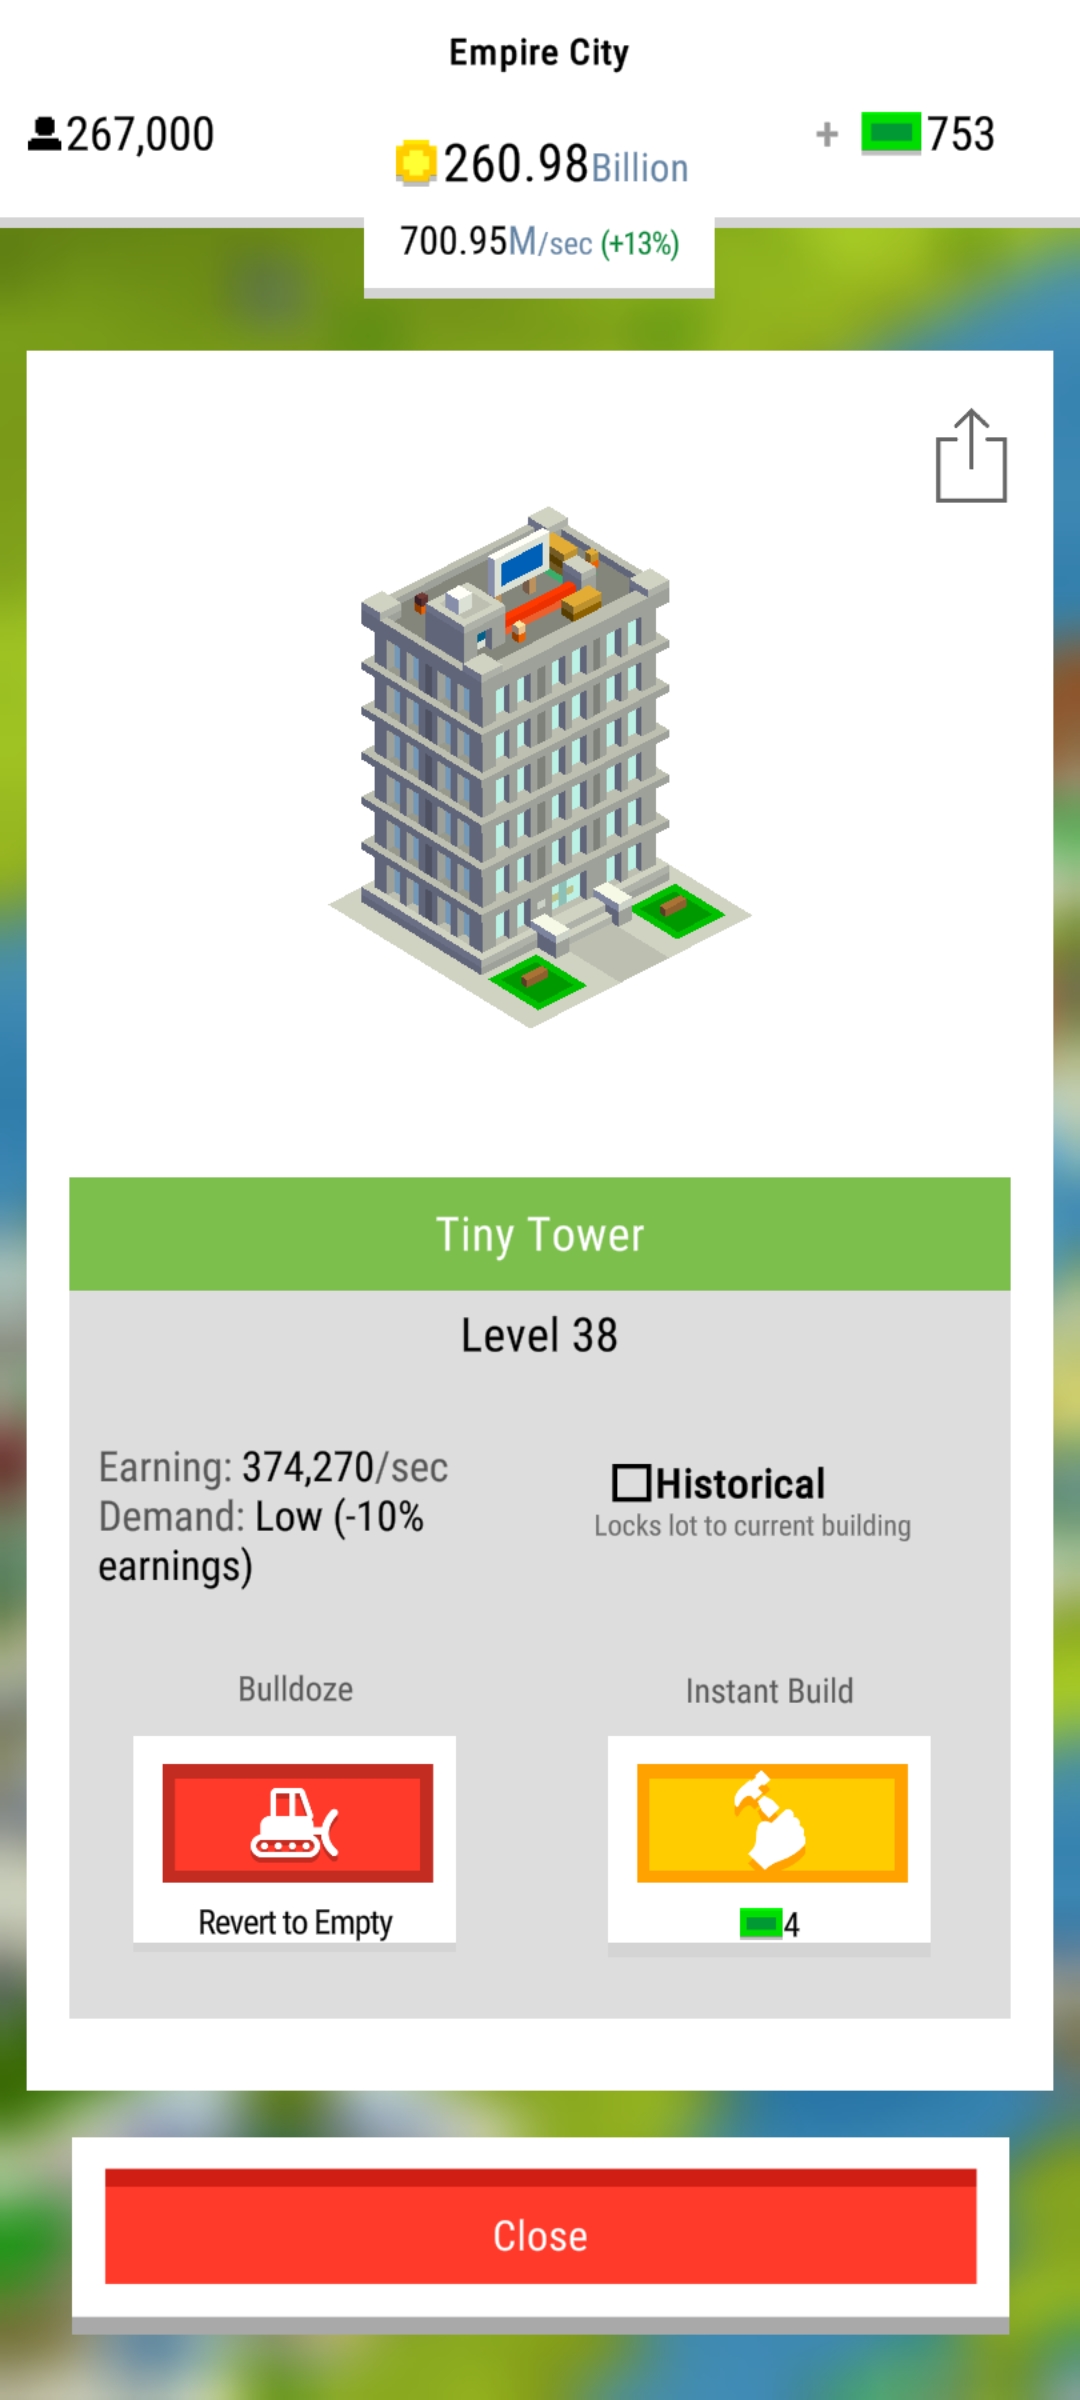 Empire City
267,000
260.98Billion
+ 753
700.95M/sec (+13%)
Tiny Tower
Level 38
Earning: 374,270/sec
Demand: Low (-10%
earnings)
Historical
Locks lot to current building
Bulldoze
Instant Build
Revert to Empty
4
Close